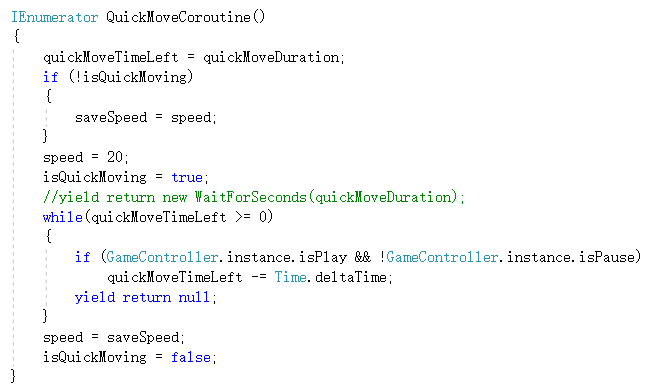 IEnumerator QuickMoveCoroutine()
{
quickMoveTimeLeft = quickMoveDuration;
if (!isQuickMoving)
{
saveSpeed = speed;
}
speed = 20;
isQuickMoving = true;
//yield return new WaitForSeconds(quickMoveDuration);
while(quickMoveTimeLeft >= 0)
{
if (GameController.instance.isPlay && !GameController.instance.isPause)
quickMoveTimeLeft -= Time.deltaTime;
yield return null;
}
speed = saveSpeed;
isQuickMoving = false;
}